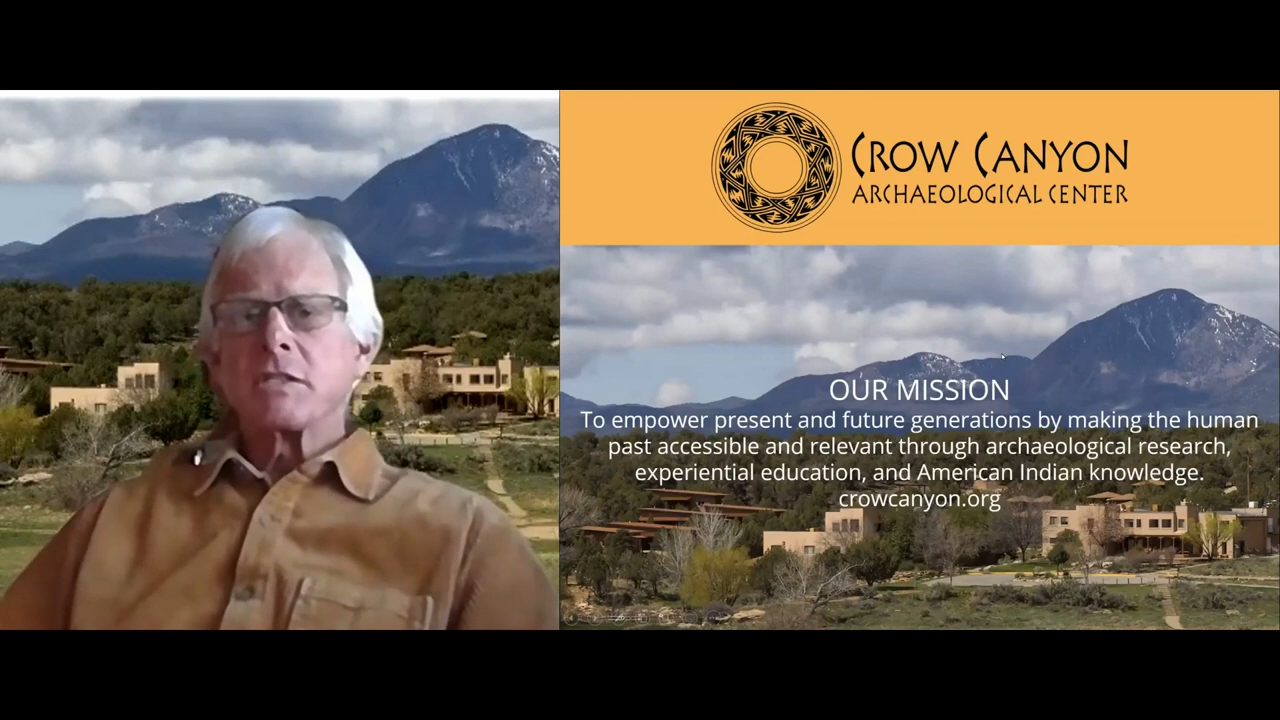 CROW CANYON
ARCHAEOLOGICAL CENTER
OUR MISSION
To empower present and future generations by making the human
past accessible and relevant through archaeological research,
experiential education, and American Indian knowledge.
crowcanyon.org